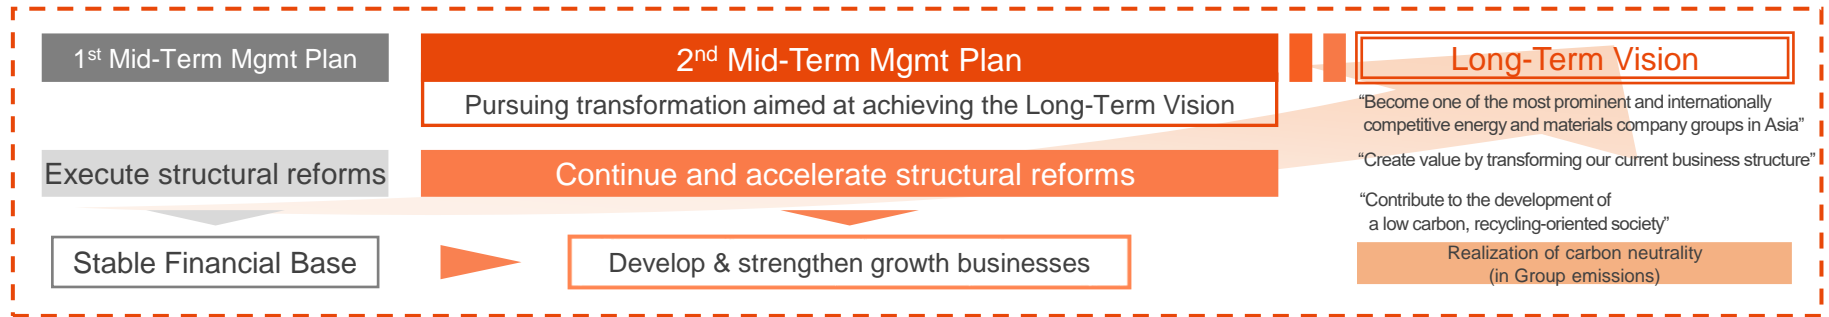 1st Mid-Term Mgmt Plan
2nd Mid-Term Mgmt Plan
Pursuing transformation aimed at achieving the Long-Term Vision
Execute structural reforms
Continue and accelerate structural reforms
Stable Financial Base
Develop & strengthen growth businesses
Long-Term Vision
“Become one of the most prominent and internationally
competitive energy and materials company groups in Asia”
“Create value by transforming our current business structure”
“Contribute to the development of
a low carbon, recycling-oriented society”
Realization of carbon neutrality
(in Group emissions)